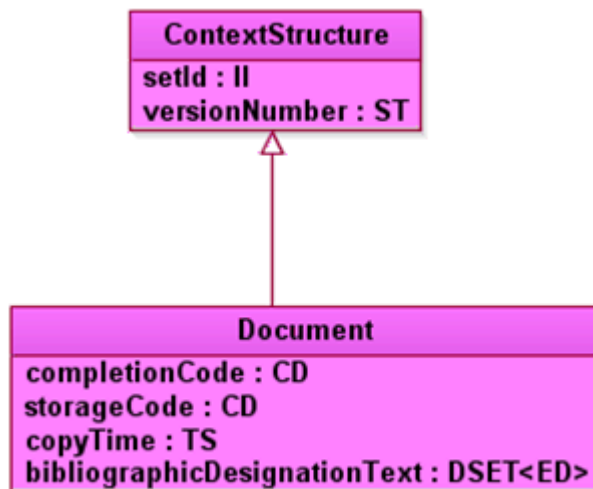 ContextStructure
setId : II
versionNumber : ST
Document
completionCode : CD
storageCode : CD
copyTime : TS
bibliographicDesignationText : DSET<ED>